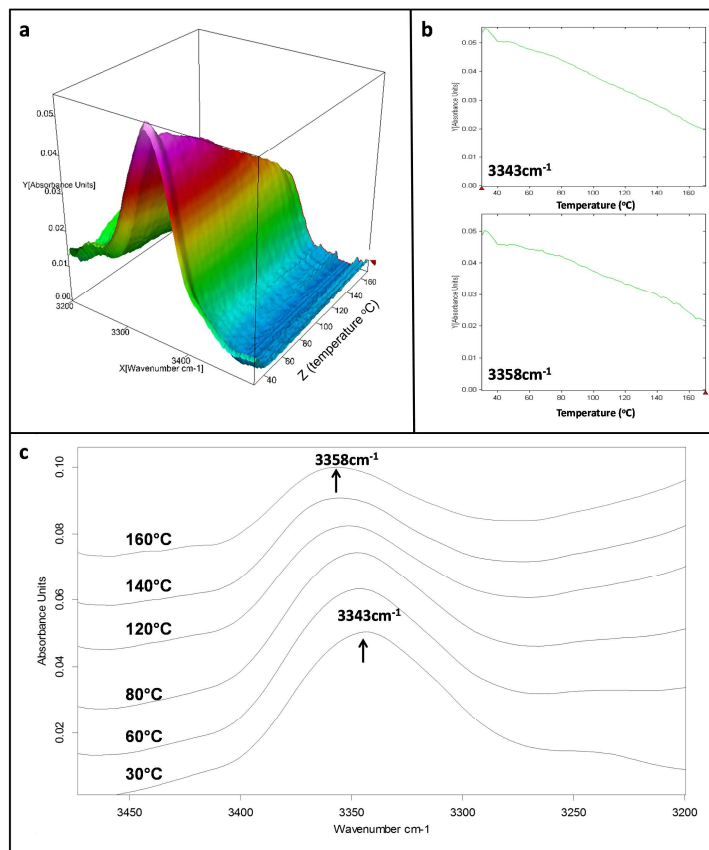 a
0.05
0.04
Y[Absorbance Units]
0.03
0.02
0.01
0.00
3200
3300
3400
X[Wavenumber cm-1]
40
60
80
100
120
140
160
Z (temperature °C)
b
Y[Absorbance Units]
0.05
0.04
0.03
0.02
0.01
0.00
3343cm-1
40 60 80 100 120 140 160
Temperature (°C)
Y[Absorbance Units]
0.05
0.04
0.03
0.02
0.01
0.00
3358cm-1
40 60 80 100 120 140 160
Temperature (°C)
c
Absorbance Units
0.10
0.08
0.06
0.04
0.02
3358cm-1
160°C
140°C
120°C
3343cm-1
80°C
60°C
30°C
3450 3400 3350 3300 3250 3200
Wavenumber cm-1